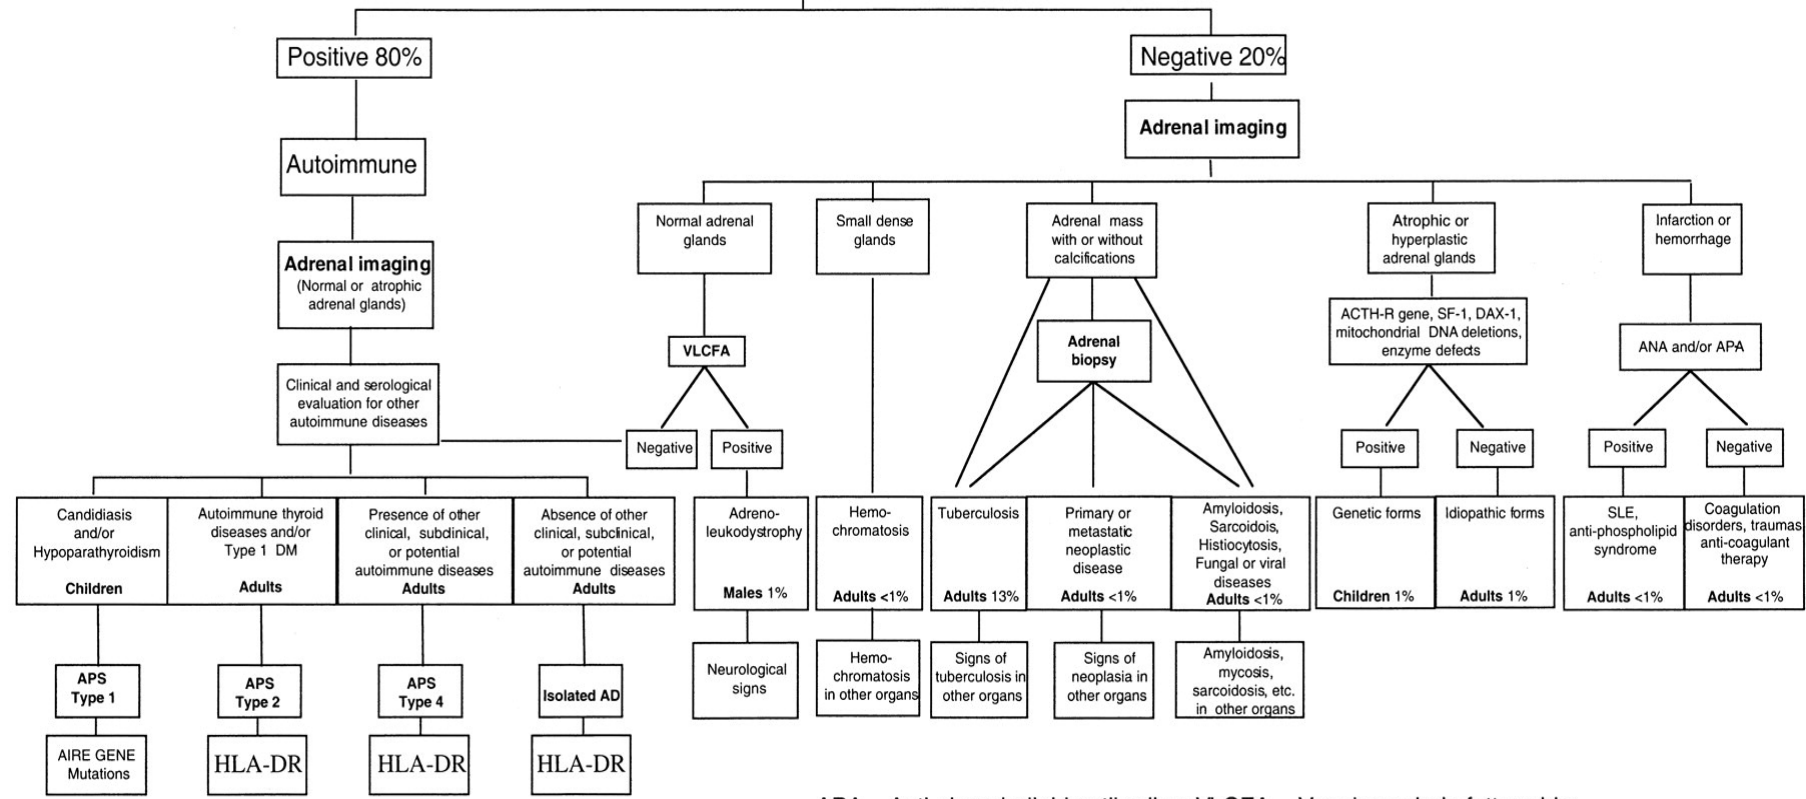 Positive 80%
Negative 20%
Autoimmune
Adrenal imaging
(Normal or atrophic
adrenal glands)
Clinical and serological
evaluation for other
autoimmune diseases
Candidiasis
and/or
Hypoparathyroidism
Children
Autoimmune thyroid
diseases and/or
Type 1 DM
Adults
Presence of other
clinical, subclinical,
or potential
autoimmune diseases
Adults
Absence of other
clinical, subclinical,
or potential
autoimmune diseases
Adults
APS
Type 1
APS
Type 2
APS
Type 4
Isolated AD
AIRE GENE
Mutations
HLA-DR
HLA-DR
HLA-DR
Adrenal imaging
Normal adrenal
glands
Small dense
glands
Adrenal mass
with or without
calcifications
Atrophic or
hyperplastic
adrenal glands
Infarction or
hemorrhage
VLCFA
Adrenal
biopsy
ACTH-R gene, SF-1, DAX-1,
mitochondrial DNA deletions,
enzyme defects
ANA and/or APA
Negative
Positive
Positive
Negative
Positive
Negative
Adreno-
leukodystrophy
Males 1%
Hemo-
chromatosis
Adults <1%
Tuberculosis
Adults 13%
Primary or
metastatic
neoplastic
disease
Adults <1%
Amyloidosis,
Sarcoidois,
Histiocytosis,
Fungal or viral
diseases
Adults <1%
Genetic forms
Children 1%
Idiopathic forms
Adults 1%
SLE,
anti-phospholipid
syndrome
Adults <1%
Coagulation
disorders, traumas
anti-coagulant
therapy
Adults <1%
Neurological
signs
Hemo-
chromatosis
in other organs
Signs of
tuberculosis in
other organs
Signs of
neoplasia in
other organs
Amyloidosis,
mycosis,
sarcoidosis, etc.
in other organs